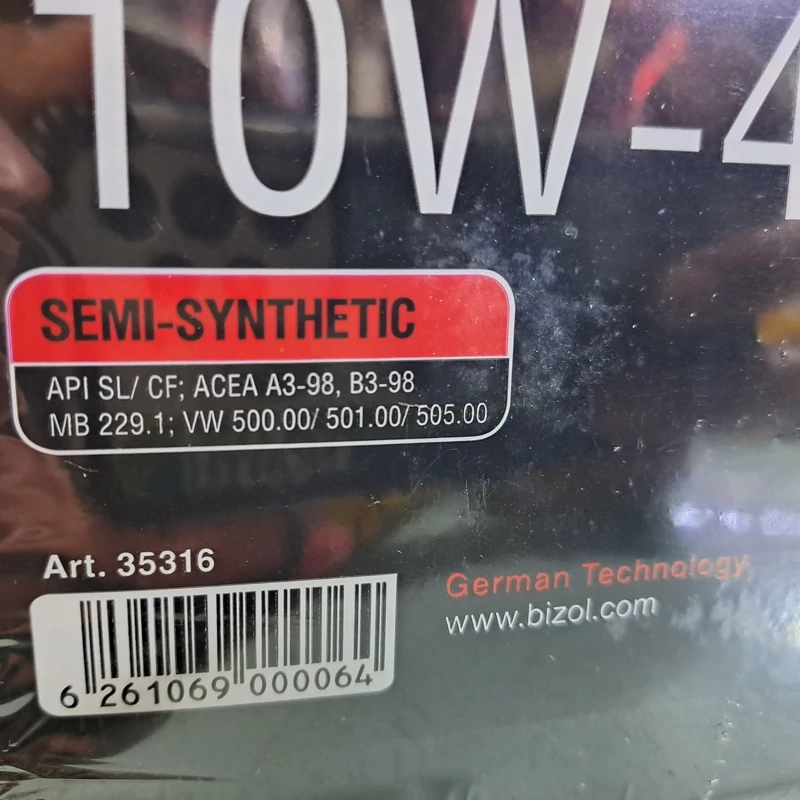 10W-4
SEMI-SYNTHETIC
API SL/ CF; ACEA A3-98, B3-98
MB 229.1; VW 500.00/ 501.00/ 505.00
Art. 35316
German Technology
www.bizol.com
6 261069 000064